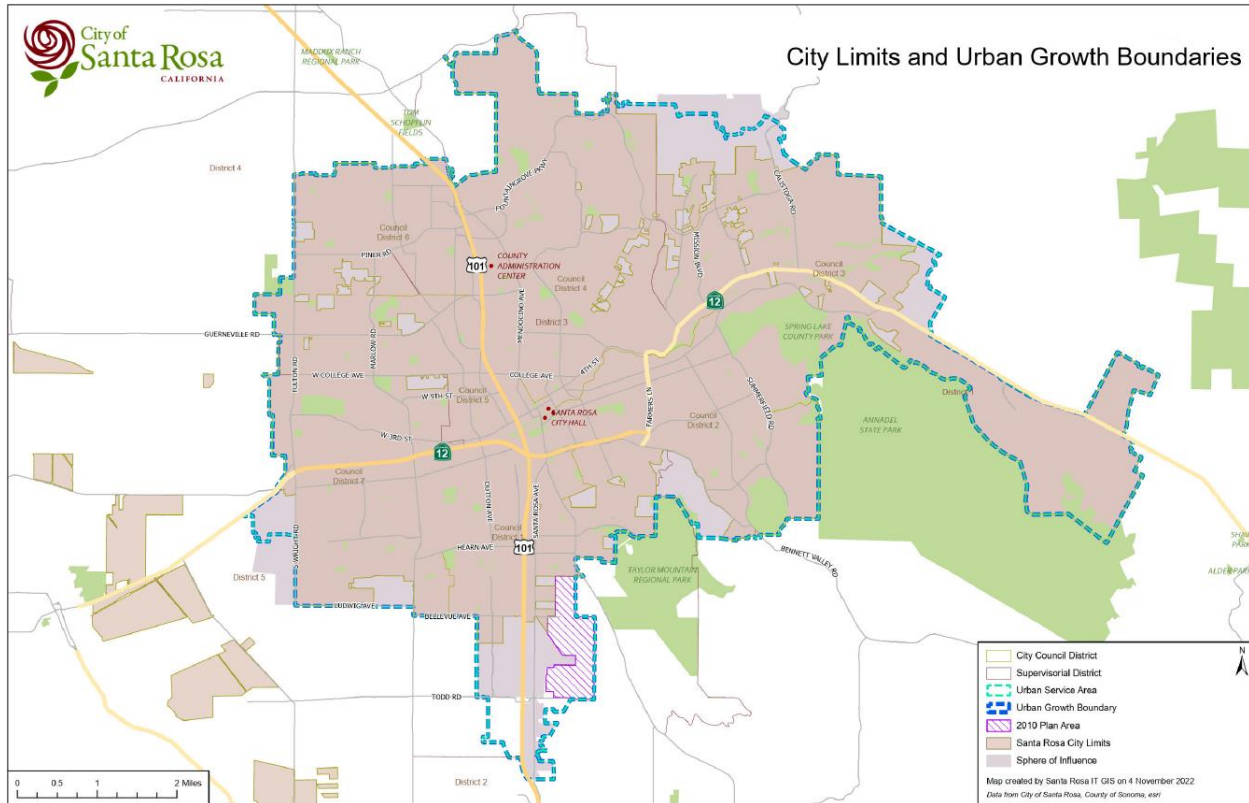 City of
Santa Rosa
CALIFORNIA
City Limits and Urban Growth Boundaries
MADDUX RANCH
REGIONAL PARK
TOM
SCHOPFLIN
FIELDS
District 4
FOUNTAINGROVE PKWY
CALISTOGA RD
Council
District 6
PINER RD
MISSION BLVD
101
COUNTY
ADMINISTRATION
CENTER
Council
District 4
Council
District 3
12
MENDOCINO AVE
District 3
SPRING LAKE
COUNTY PARK
GUERNEVILLE RD
MARLOW RD
FULTON RD
4TH ST
W COLLEGE AVE
COLLEGE AVE
SUMMERFIELD RD
W 9TH ST
Council
District 5
FARMERS LN
SANTA ROSA
CITY HALL
Council
District 2
ANNADEL
STATE PARK
W 3RD ST
12
Council
District 7
DUTTON AVE
SANTA ROSA AVE
Council
HEARN AVE
101
S WRIGHT RD
BENNETT VALLEY RD
District 5
TAYLOR MOUNTAIN
REGIONAL PARK
LUDWIG AVE
BELLEVUE AVE
TODD RD
District 2
N
City Council District
Supervisorial District
Urban Service Area
Urban Growth Boundary
2010 Plan Area
Santa Rosa City Limits
Sphere of Influence
Map created by Santa Rosa IT GIS on 4 November 2022
Data from City of Santa Rosa, County of Sonoma, esri
0 0.5 1 2 Miles